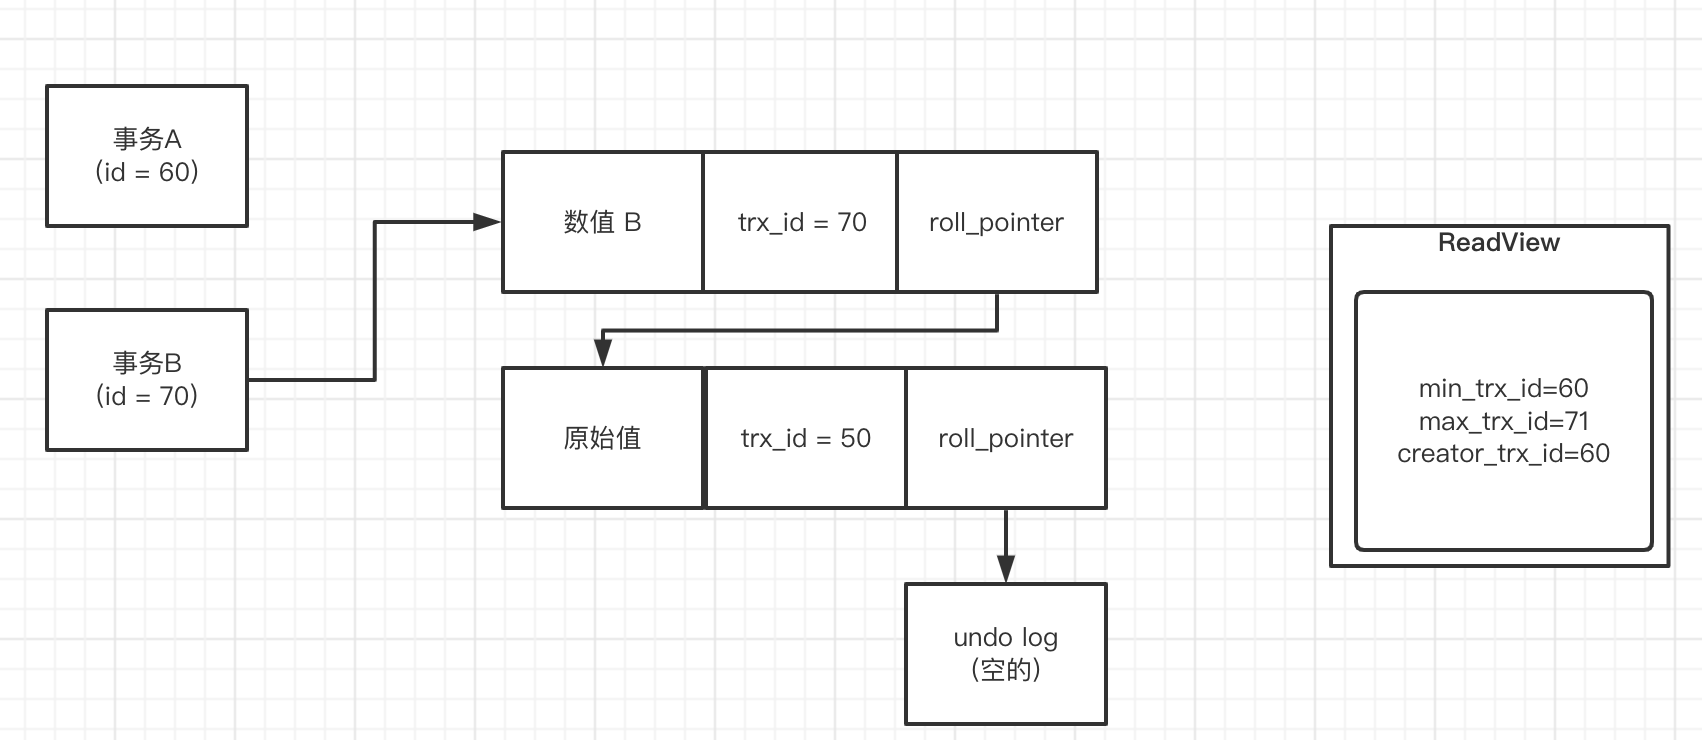 事务A
(id = 60)
事务B
(id = 70)
数值 B
trx_id = 70
roll_pointer
原始值
trx_id = 50
roll_pointer
undo log
(空的)
ReadView
min_trx_id=60
max_trx_id=71
creator_trx_id=60